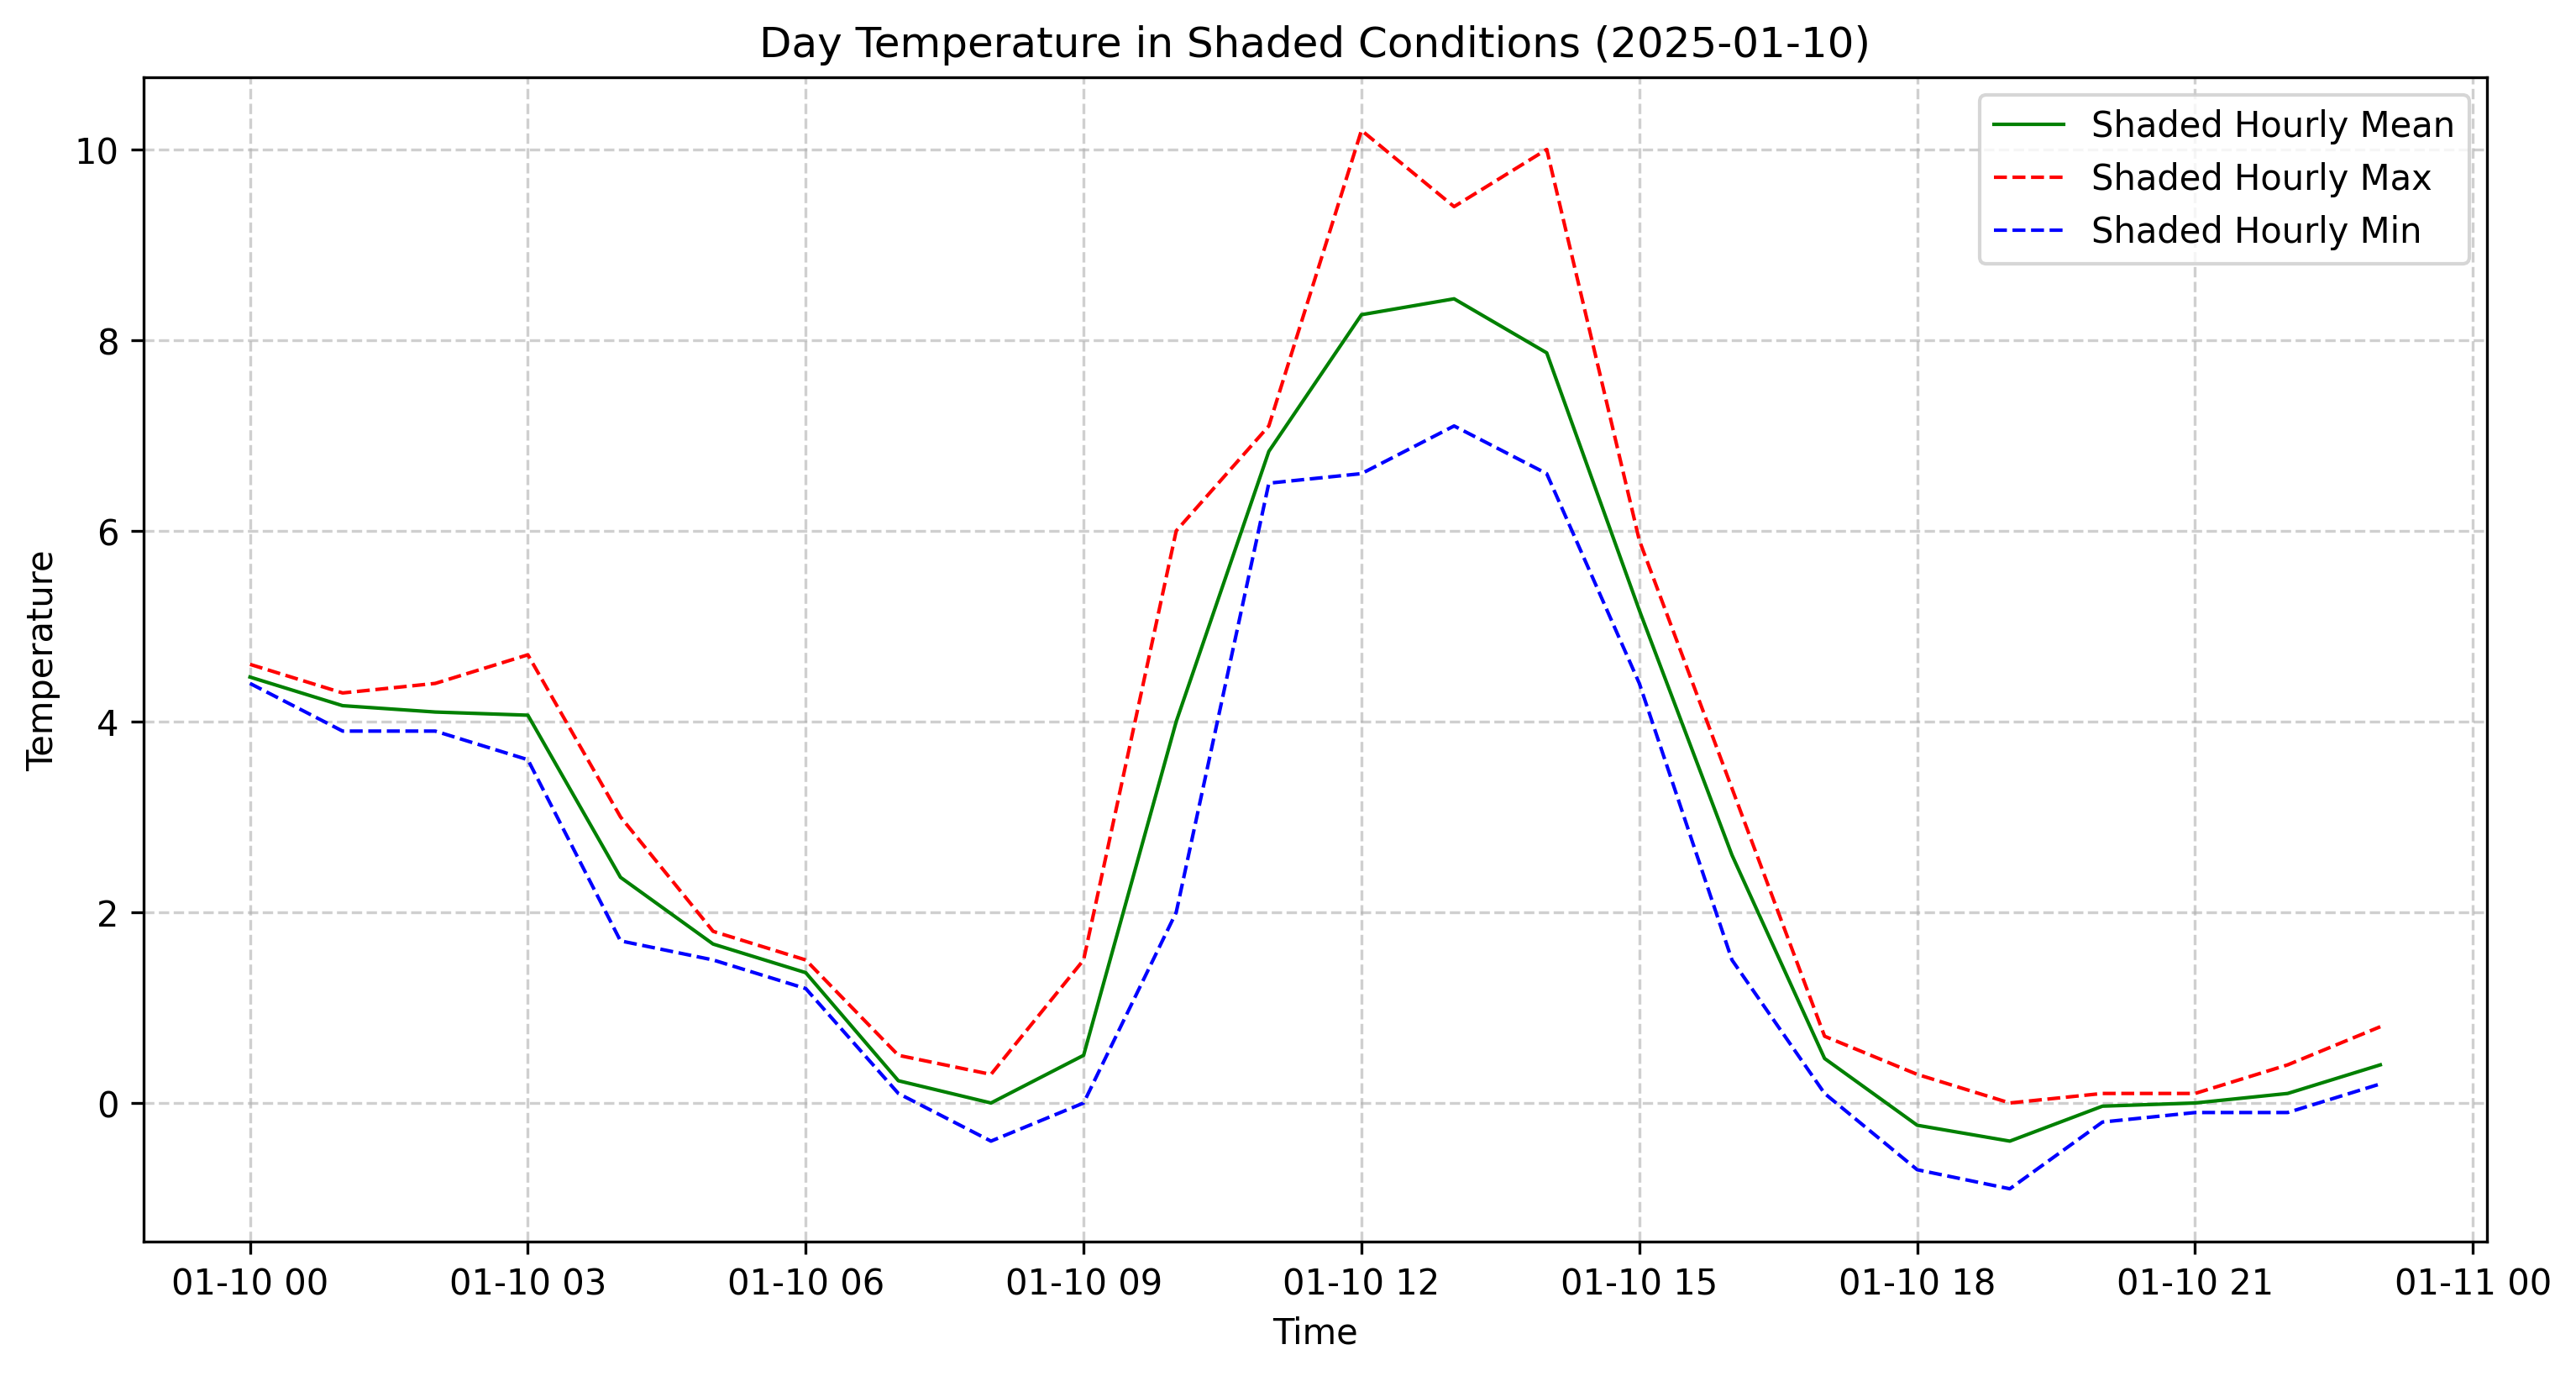 Day Temperature in Shaded Conditions (2025-01-10)
Shaded Hourly Mean
Shaded Hourly Max
Shaded Hourly Min
Temperature
10
8
6
4
2
0
01-10 00
01-10 03
01-10 06
01-10 09
01-10 12
01-10 15
01-10 18
01-10 21
01-11 00
Time